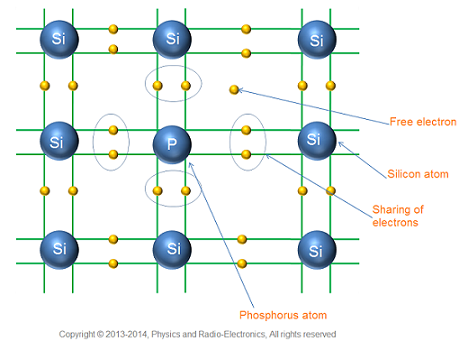 Si Si Si
Free electron
Si P Si
Silicon atom
Sharing of
electrons
Si Si Si
Phosphorus atom
Copyright © 2013-2014, Physics and Radio-Electronics, All rights reserved